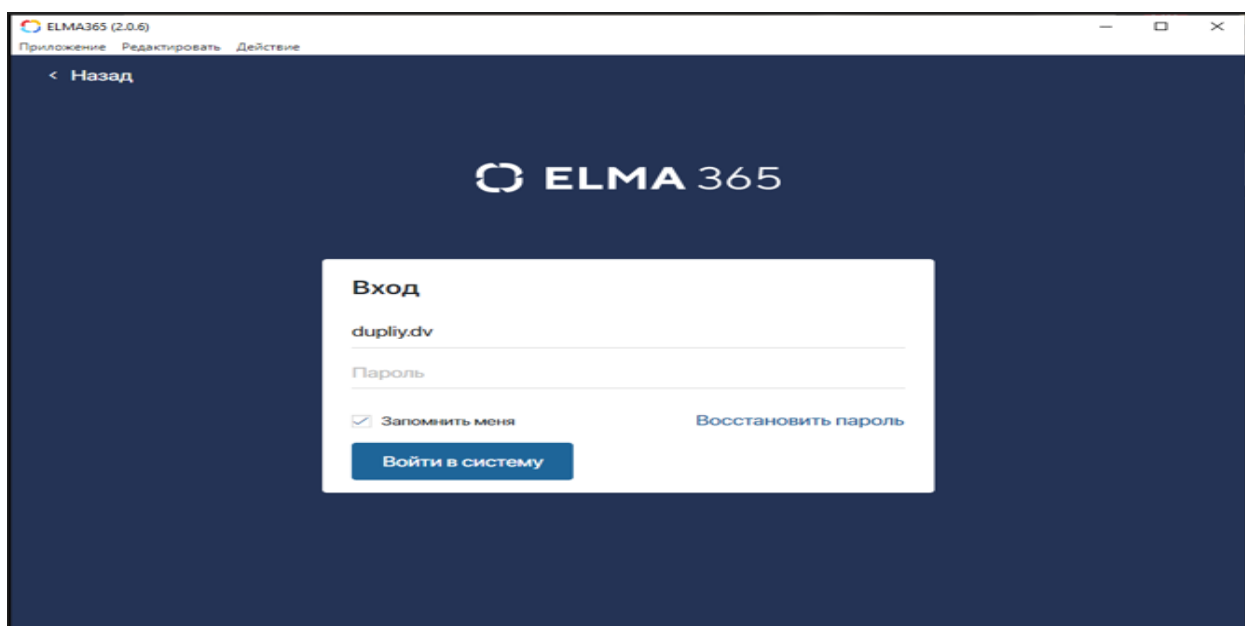 ELMA365 (2.0.6)
Приложение Редактировать Действие
< Назад
ELMA 365
Вход
dupliy.dv
Пароль
Запомнить меня
Восстановить пароль
Войти в систему